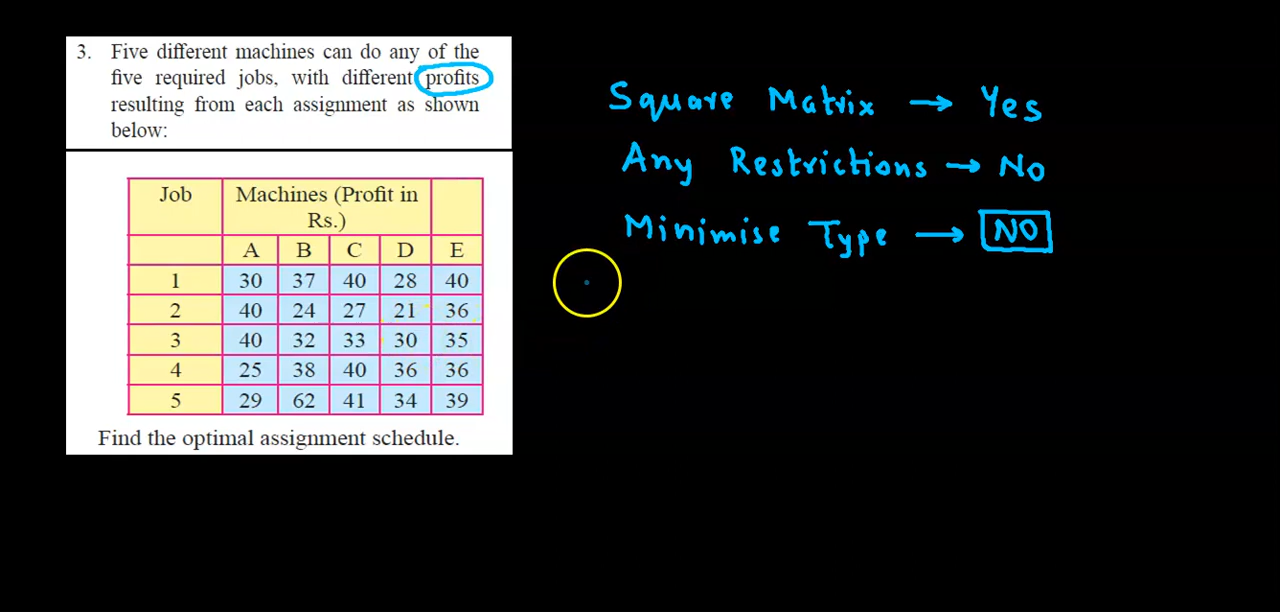 3. Five different machines can do any of the
five required jobs, with different profits
resulting from each assignment as shown
below:
Job Machines (Profit in
Rs.)
A B C D E
1 30 37 40 28 40
2 40 24 27 21 36
3 40 32 33 30 35
4 25 38 40 36 36
5 29 62 41 34 39
Find the optimal assignment schedule.
Square Matrix → Yes
Any Restrictions → No
Minimise Type → NO